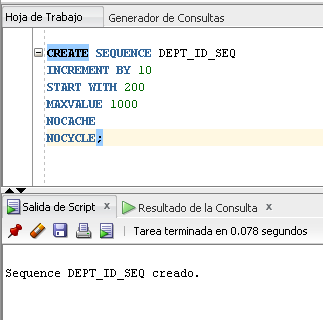 Hoja de Trabajo Generador de Consultas
CREATE SEQUENCE DEPT_ID_SEQ
INCREMENT BY 10
START WITH 200
MAXVALUE 1000
NOCACHE
NOCYCLE;
Salida de Script x Resultado de la Consulta x
Tarea terminada en 0.078 segundos
Sequence DEPT_ID_SEQ creado.